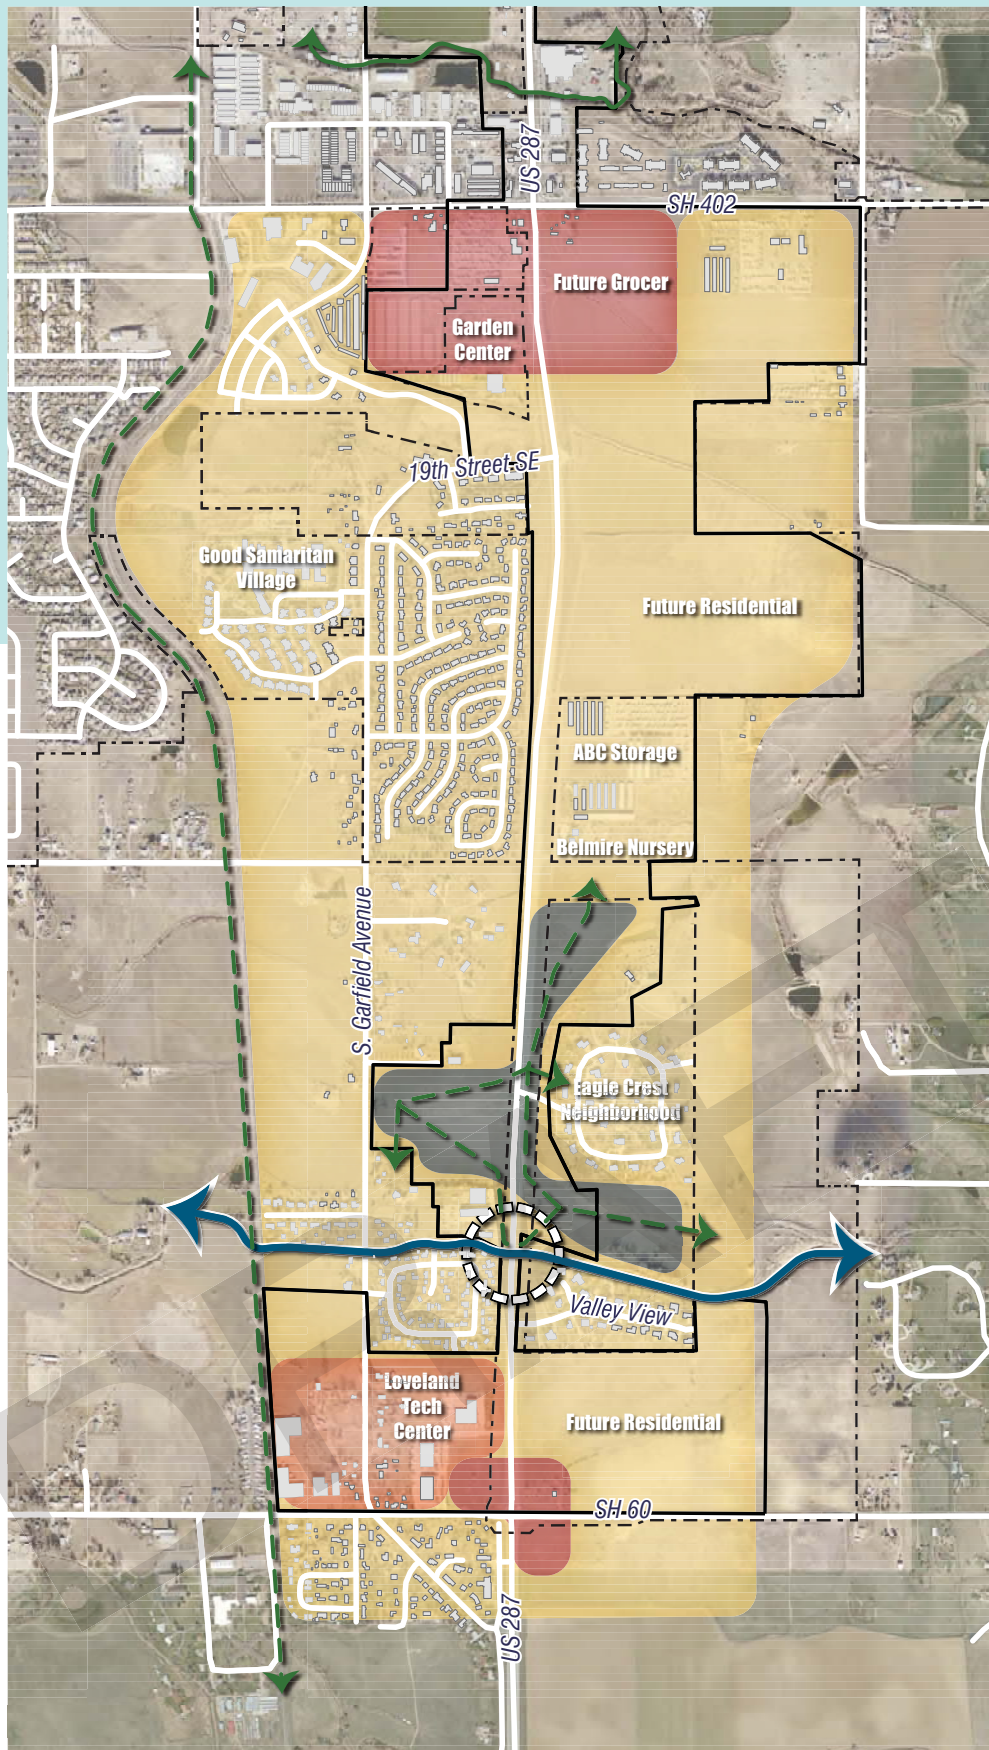 US 287
SH 402
Future Grocer
Garden
Center
19th Street SE
Good Samaritan
Village
Future Residential
ABC Storage
Belmire Nursery
S. Garfield Avenue
Eagle Crest
Neighborhood
Valley View
Loveland
Tech
Center
Future Residential
SH 60
US 287
DRAFT